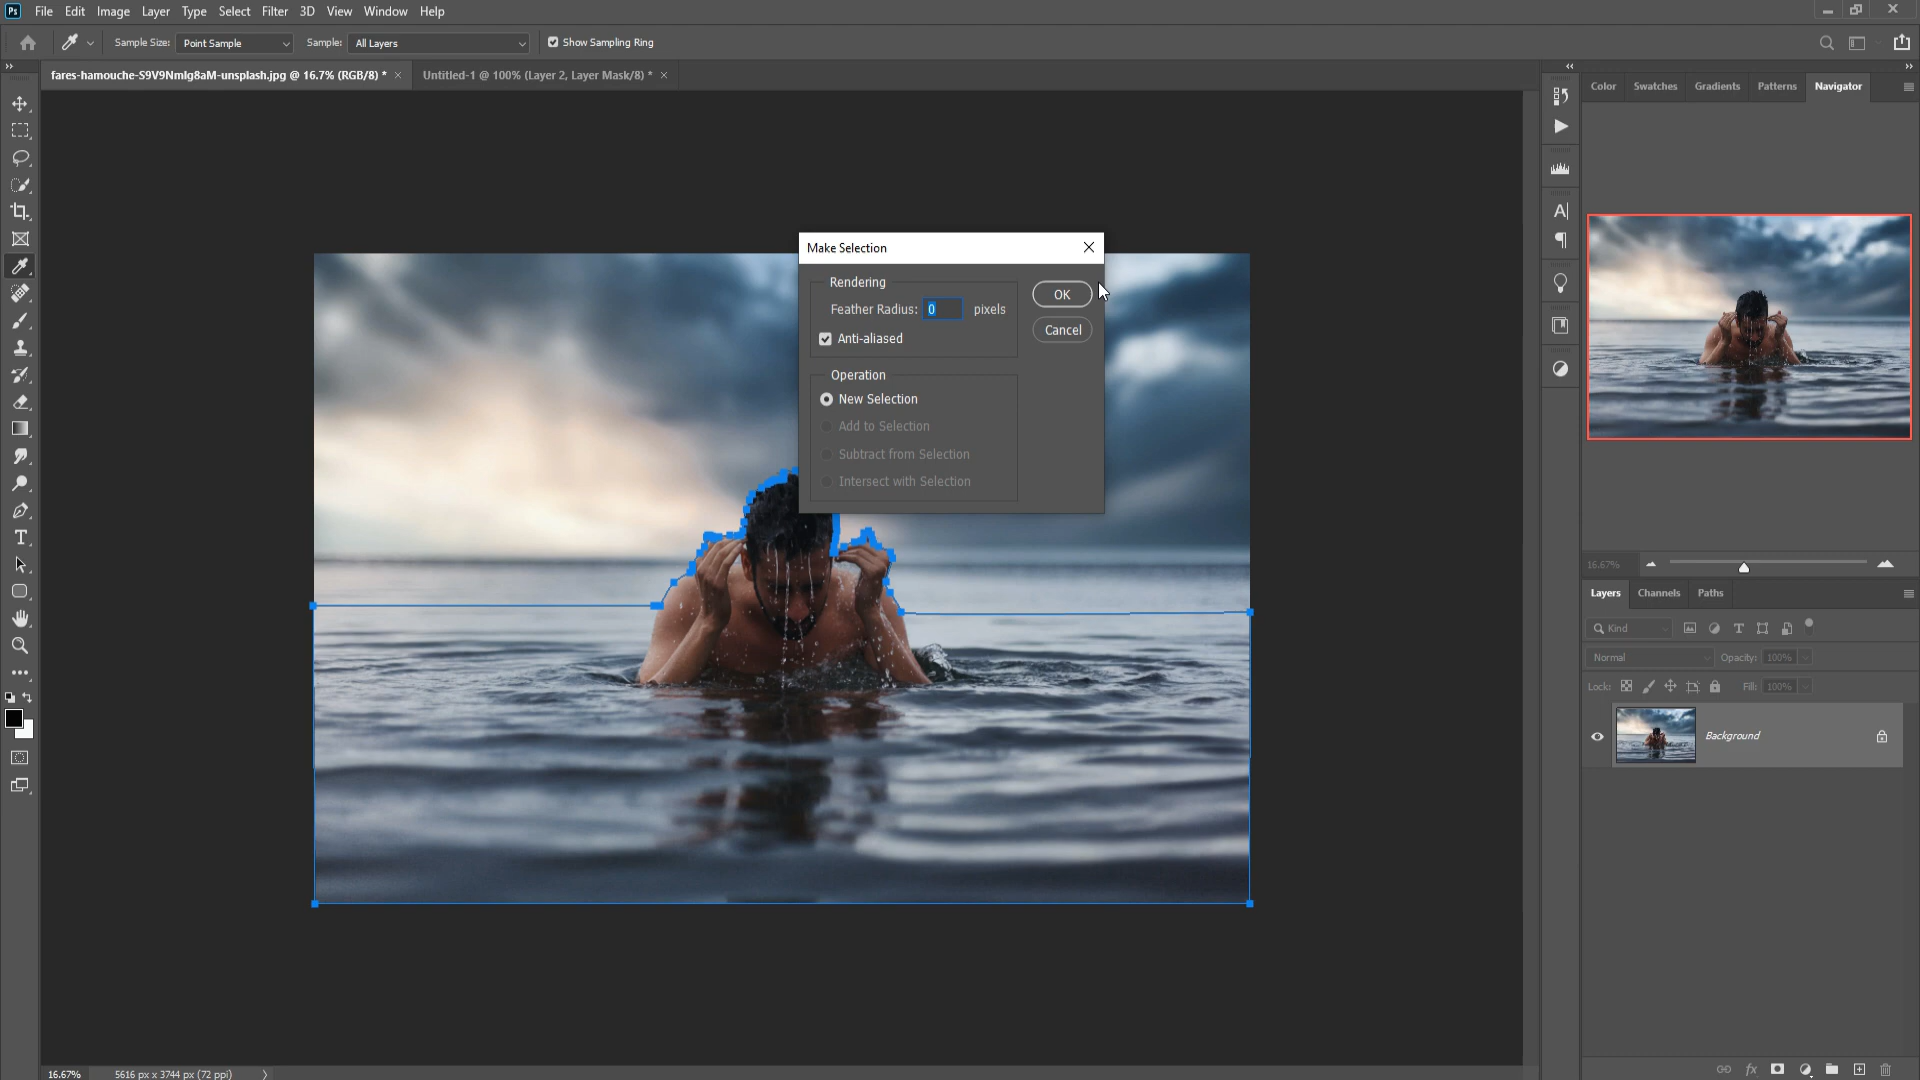 Ps File Edit Image Layer Type Select Filter 3D View Window Help
Sample Size: Point Sample Sample: All Layers Show Sampling Ring
fares-hamouche-S9V9Nmlg8aM-unsplash.jpg @ 16.7% (RGB/8) * Untitled-1 @ 100% (Layer 2, Layer Mask/8) *
Color Swatches Gradients Patterns Navigator
Make Selection
Rendering
OK
Feather Radius: 0 pixels
Cancel
Anti-aliased
Operation
New Selection
Add to Selection
Subtract from Selection
Intersect with Selection
16.67%
Layers Channels Paths
Kind
Normal Opacity: 100%
Lock: Fill: 100%
Background
16.67% 5616 px x 3744 px (72 ppi)